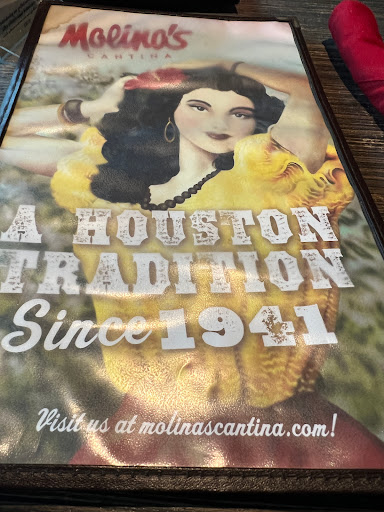 Molina's
CANTINA
A HOUSTON
TRADITION
Since 1941
Visit us at molinascantina.com!